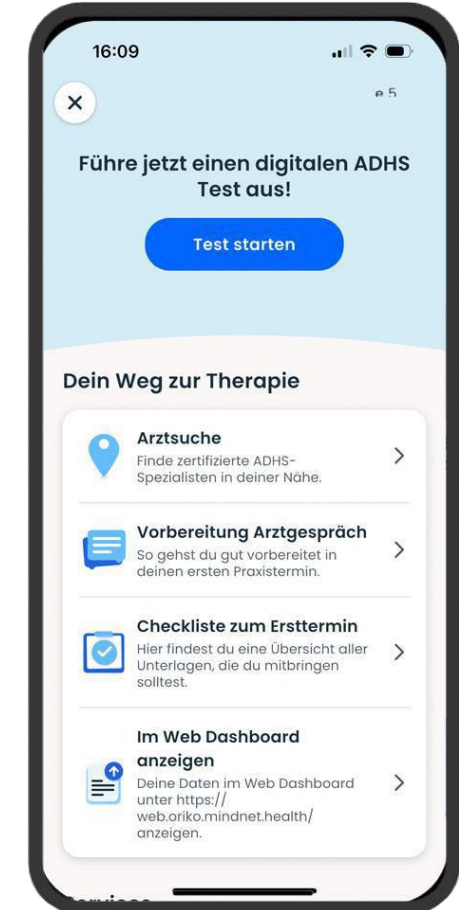 16:09
Führe jetzt einen digitalen ADHS
Test aus!
Test starten
Dein Weg zur Therapie
Arztsuche
Finde zertifizierte ADHS-
Spezialisten in deiner Nähe.
Vorbereitung Arztgespräch
So gehst du gut vorbereitet in
deinen ersten Praxistermin.
Checkliste zum Ersttermin
Hier findest du eine Übersicht aller
Unterlagen, die du mitbringen
solltest.
Im Web Dashboard
anzeigen
Deine Daten im Web Dashboard
unter https://
web.oriko.mindnet.health/
anzeigen.